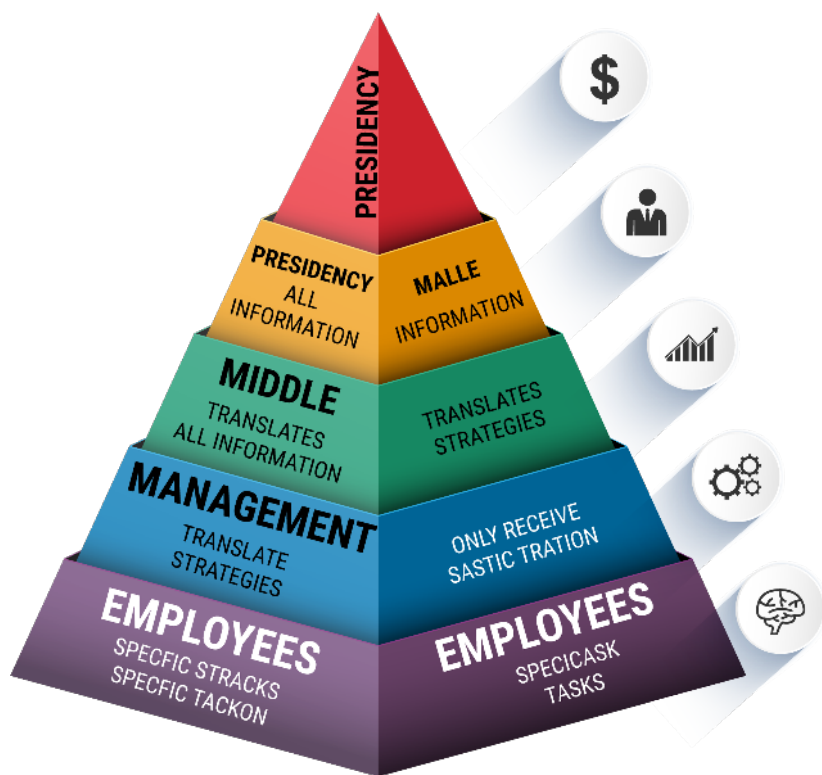 PRESIDENCY
PRESIDENCY
ALL
INFORMATION
MALLE
INFORMATION
MIDDLE
TRANSLATES
ALL INFORMATION
TRANSLATES
STRATEGIES
MANAGEMENT
TRANSLATE
STRATEGIES
ONLY RECEIVE
SASTIC TRATION
EMPLOYEES
SPECFIC STRACKS
SPECFIC TACKON
EMPLOYEES
SPECICASK
TASKS
$